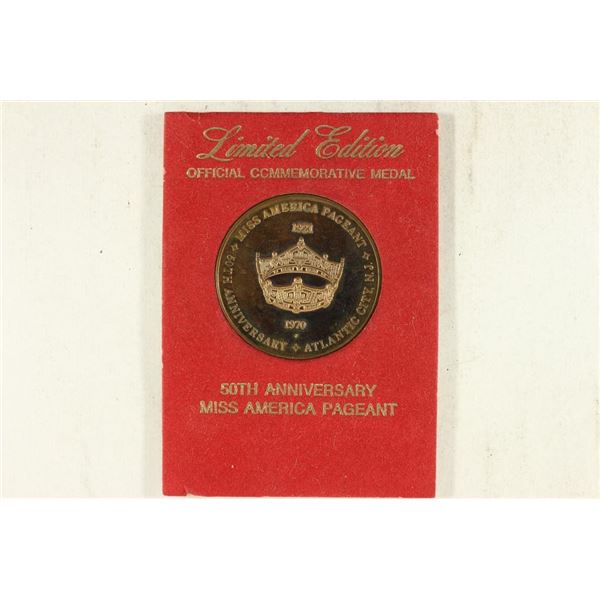 Limited Edition
OFFICIAL COMMEMORATIVE MEDAL
MISS AMERICA PAGEANT
1921
50TH ANNIVERSARY ✦ ATLANTIC CITY, N.J.
1970
50TH ANNIVERSARY
MISS AMERICA PAGEANT